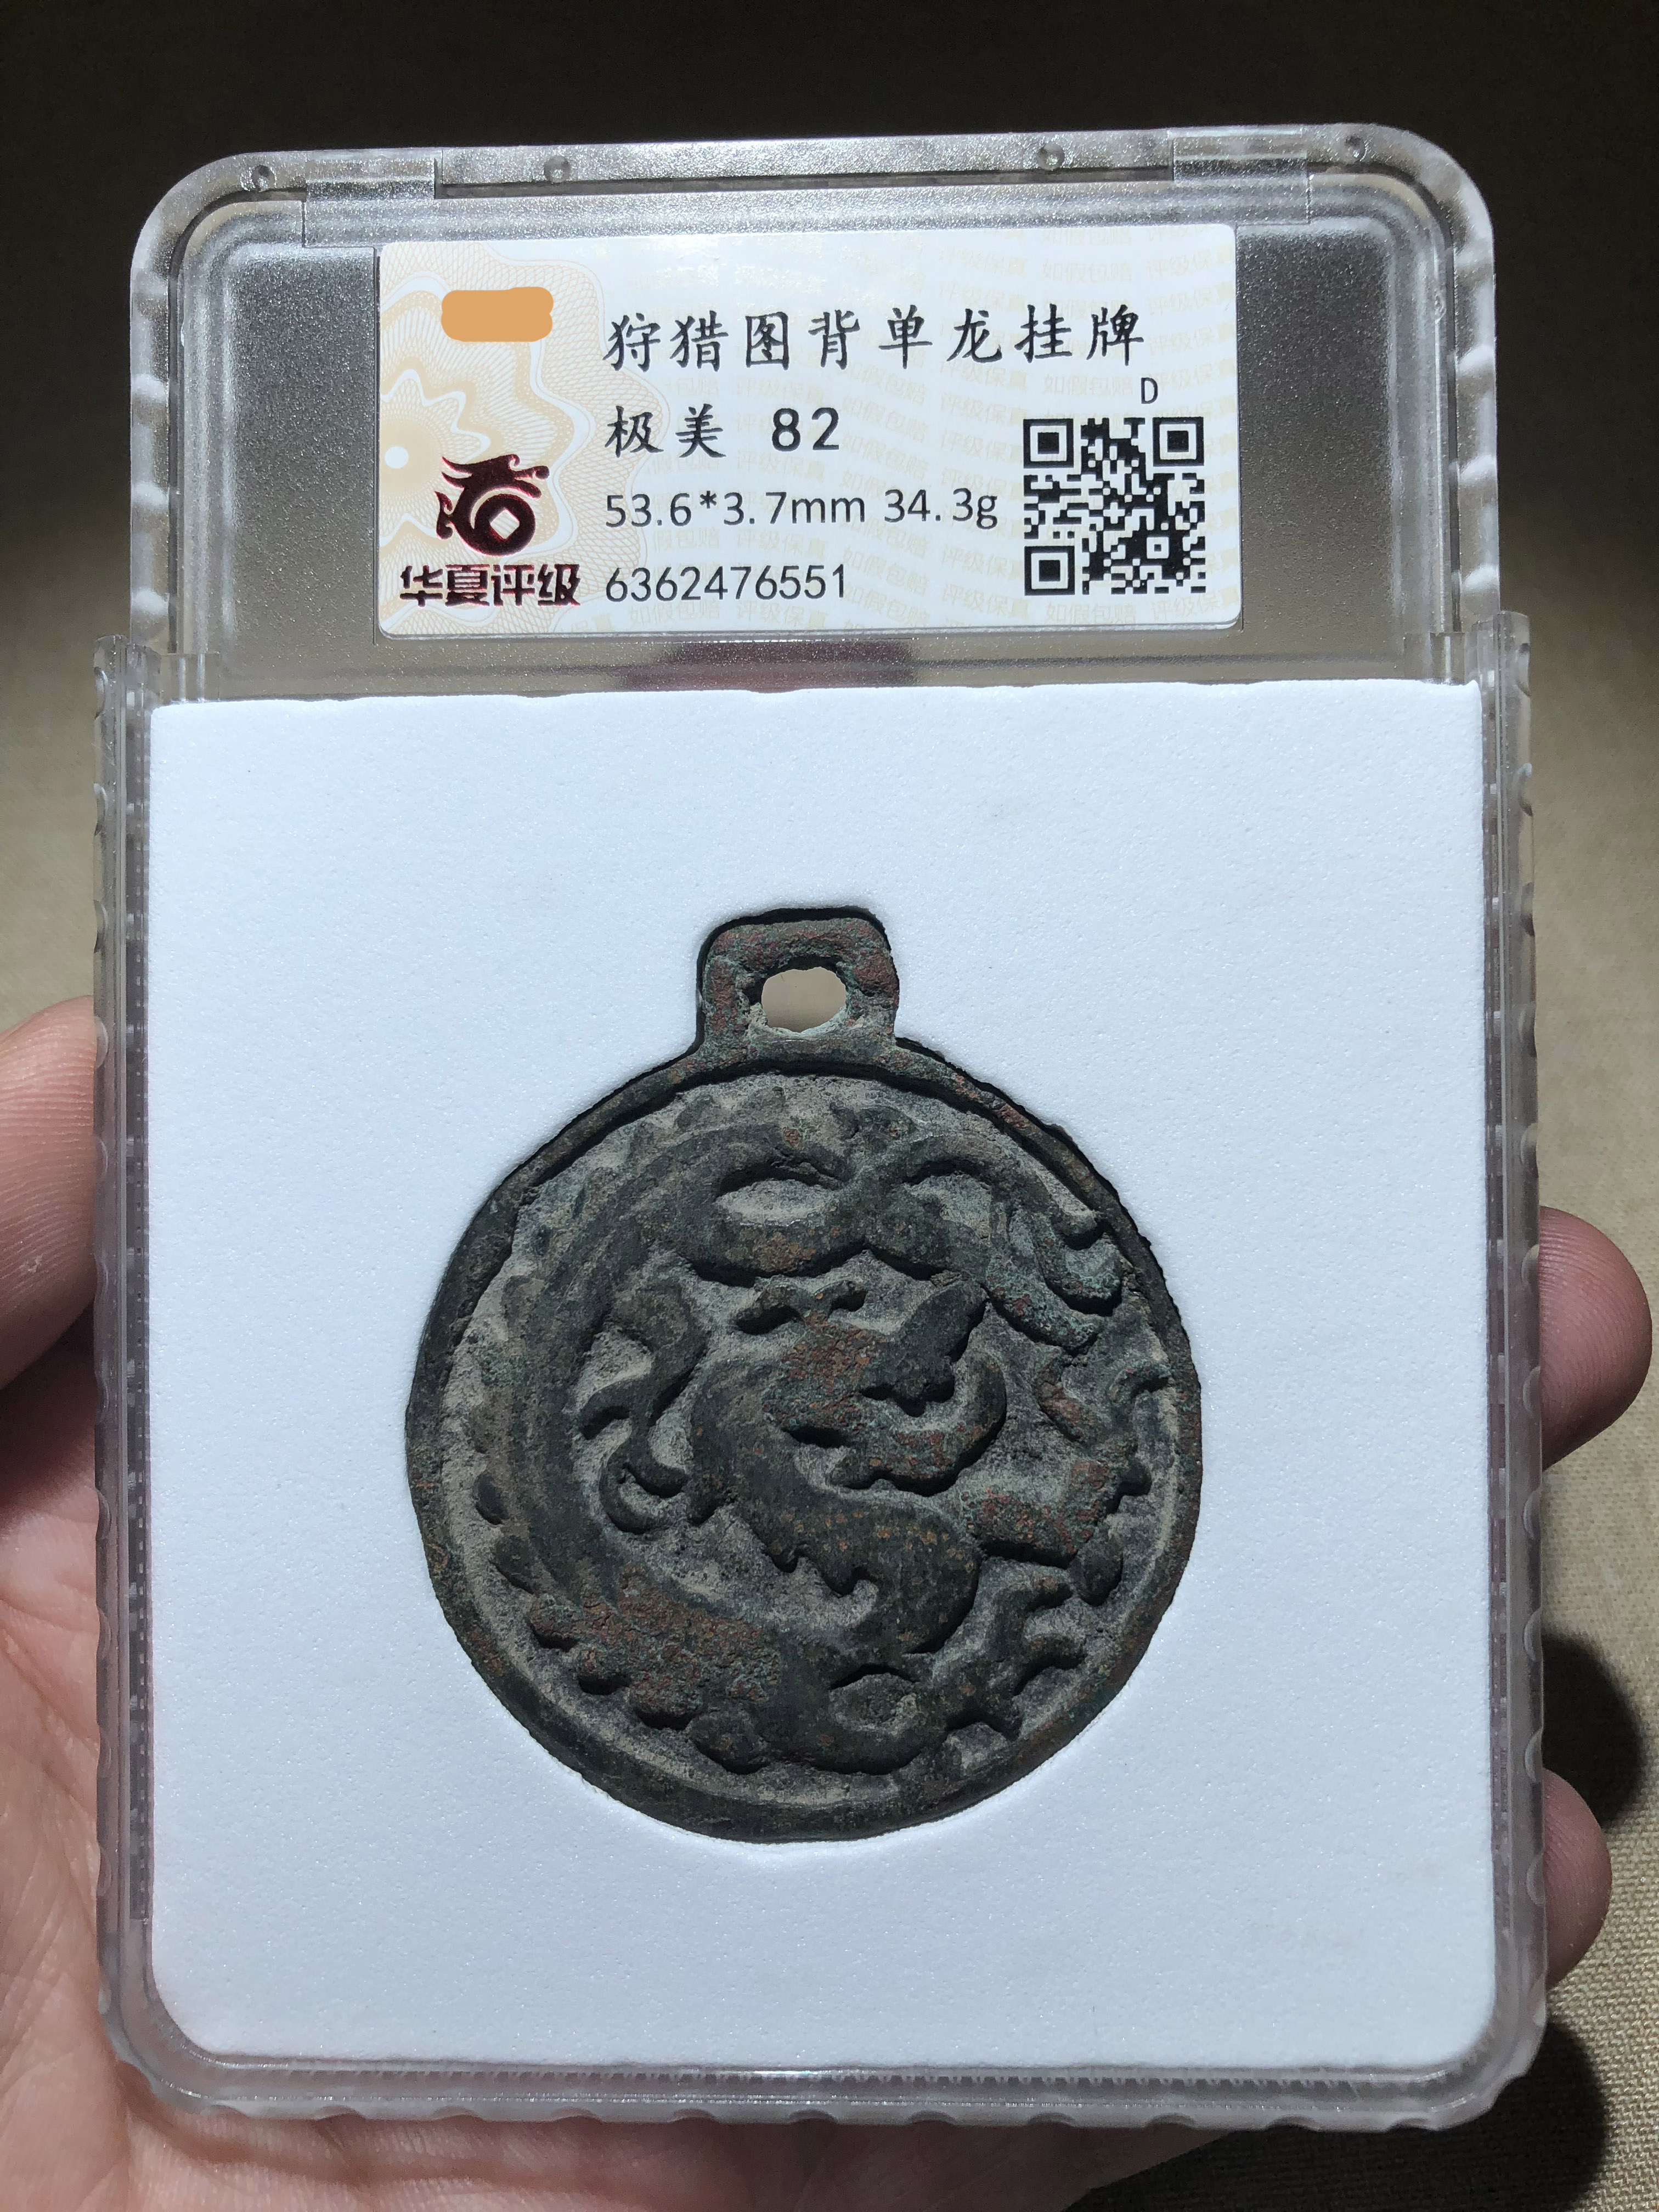 狩猎图背单龙挂牌
D
极美 82
53.6*3.7mm 34.3g
华夏评级 6362476551